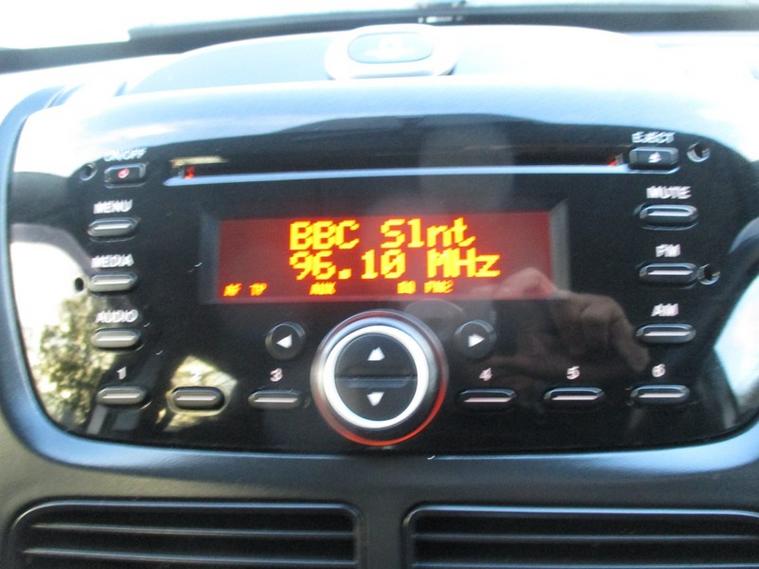 ON/OFF
EJECT
MENU
MUTE
BBC Slnt
96.10 MHz
MEDIA
FM
AF TP
AUDIO
AM
1
3
4
5
6